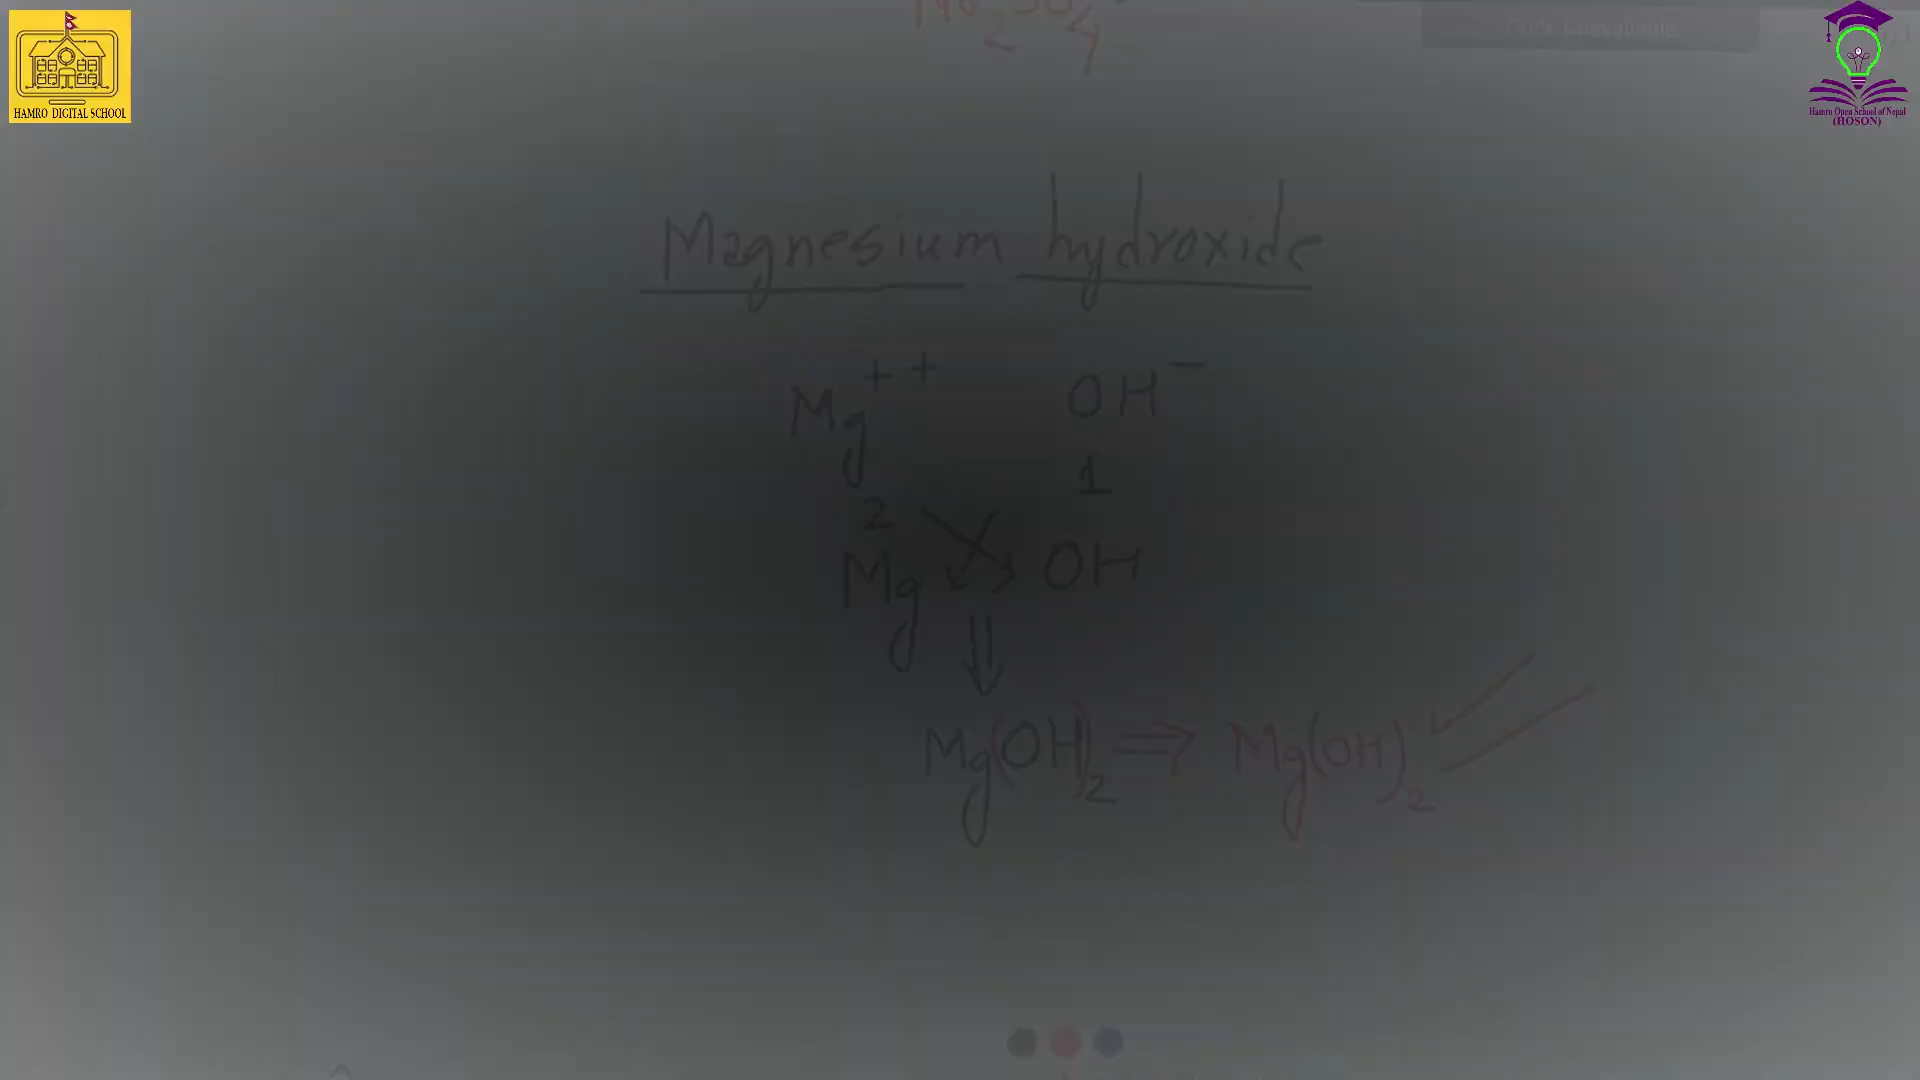 HAMRO DIGITAL SCHOOL
Hamro Open School of Nepal
(HOSON)
Magnesium hydroxide
Mg++ OH-
2 1
Mg OH
Mg(OH)2 ⇒ Mg(OH)2